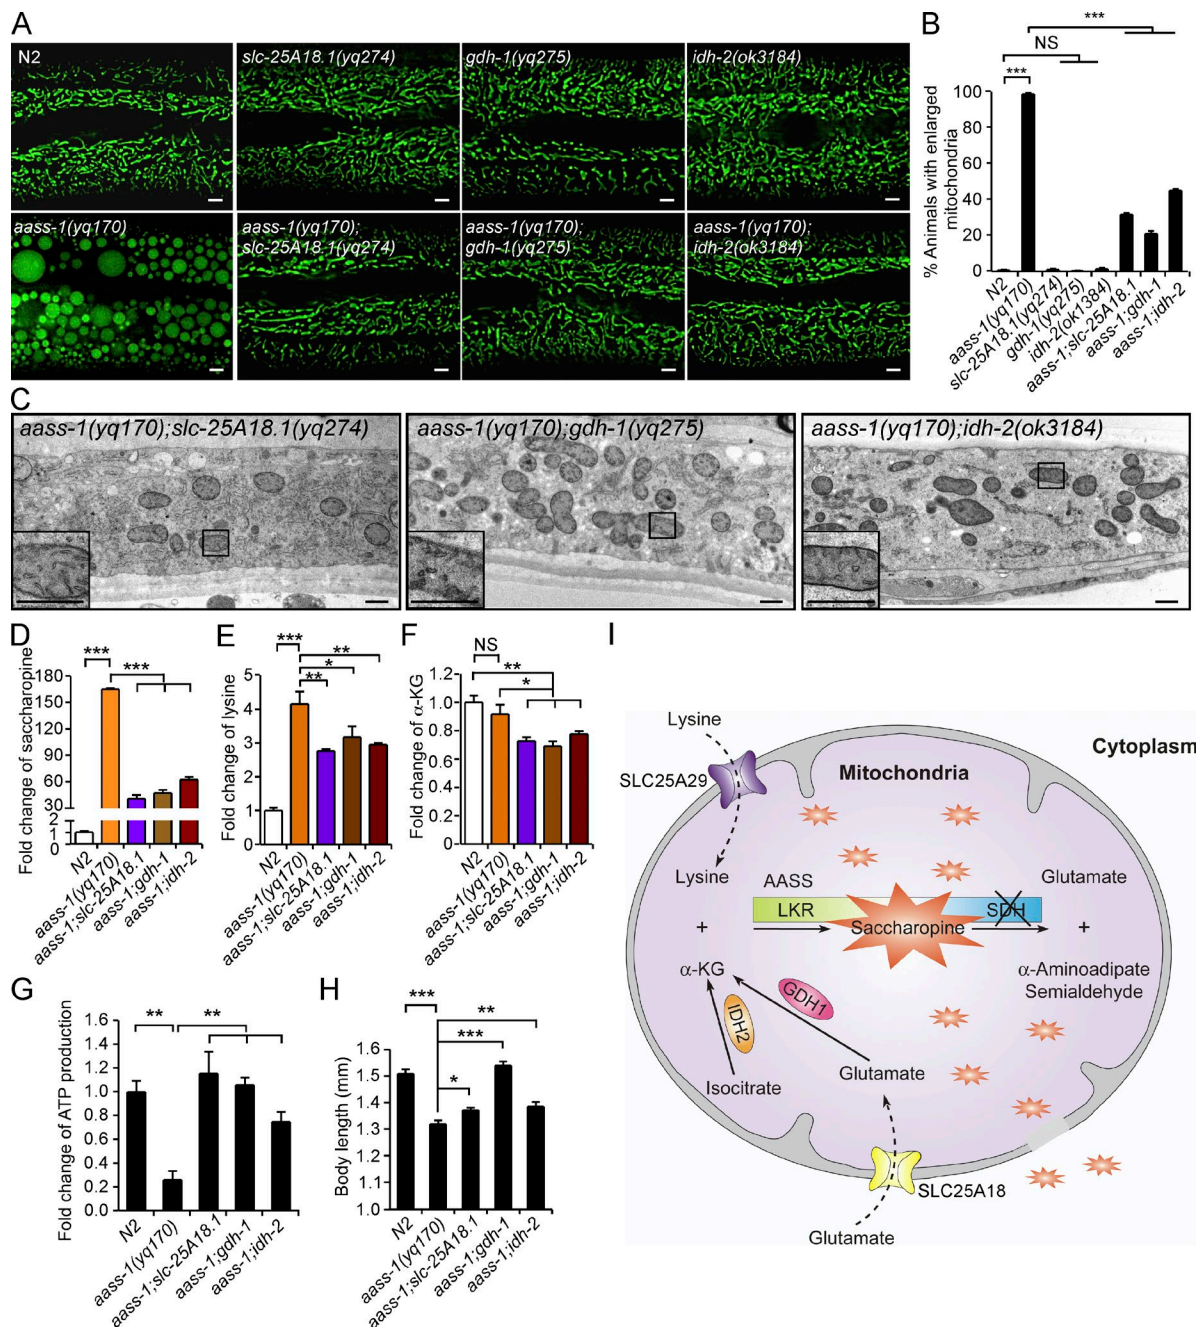 A
N2
slc-25A18.1(yq274)
gdh-1(yq275)
idh-2(ok3184)
aass-1(yq170)
aass-1(yq170);
slc-25A18.1(yq274)
aass-1(yq170);
gdh-1(yq275)
aass-1(yq170);
idh-2(ok3184)
B
***
NS
***
% Animals with enlarged
mitochondria
100
80
60
40
20
0
N2
aass-1(yq170)
slc-25A18.1(yq274)
gdh-1(yq275)
idh-2(ok1384)
aass-1;slc-25A18.1
aass-1;gdh-1
aass-1;idh-2
C
aass-1(yq170);slc-25A18.1(yq274)
aass-1(yq170);gdh-1(yq275)
aass-1(yq170);idh-2(ok3184)
D
***
***
Fold change of saccharopine
180
150
120
90
60
30
2
1
0
N2
aass-1(yq170)
aass-1;slc-25A18.1
aass-1;gdh-1
aass-1;idh-2
E
***
**
*
**
Fold change of lysine
5
4
3
2
1
0
N2
aass-1(yq170)
aass-1;slc-25A18.1
aass-1;gdh-1
aass-1;idh-2
F
NS
**
*
Fold change of α-KG
1.2
1.0
0.8
0.6
0.4
0.2
0
N2
aass-1(yq170)
aass-1;slc-25A18.1
aass-1;gdh-1
aass-1;idh-2
G
**
**
Fold change of ATP production
1.6
1.4
1.2
1.0
0.8
0.6
0.4
0.2
0.0
N2
aass-1(yq170)
aass-1;slc-25A18.1
aass-1;gdh-1
aass-1;idh-2
H
***
**
***
*
Body length (mm)
1.6
1.5
1.4
1.3
1.2
1.1
1.0
N2
aass-1(yq170)
aass-1;slc-25A18.1
aass-1;gdh-1
aass-1;idh-2
I
Lysine
Cytoplasm
SLC25A29
Mitochondria
Lysine
AASS
Glutamate
LKR
SDH
+
Saccharopine
+
α-KG
α-Aminoadipate
Semialdehyde
GDH1
IDH2
Isocitrate
Glutamate
SLC25A18
Glutamate